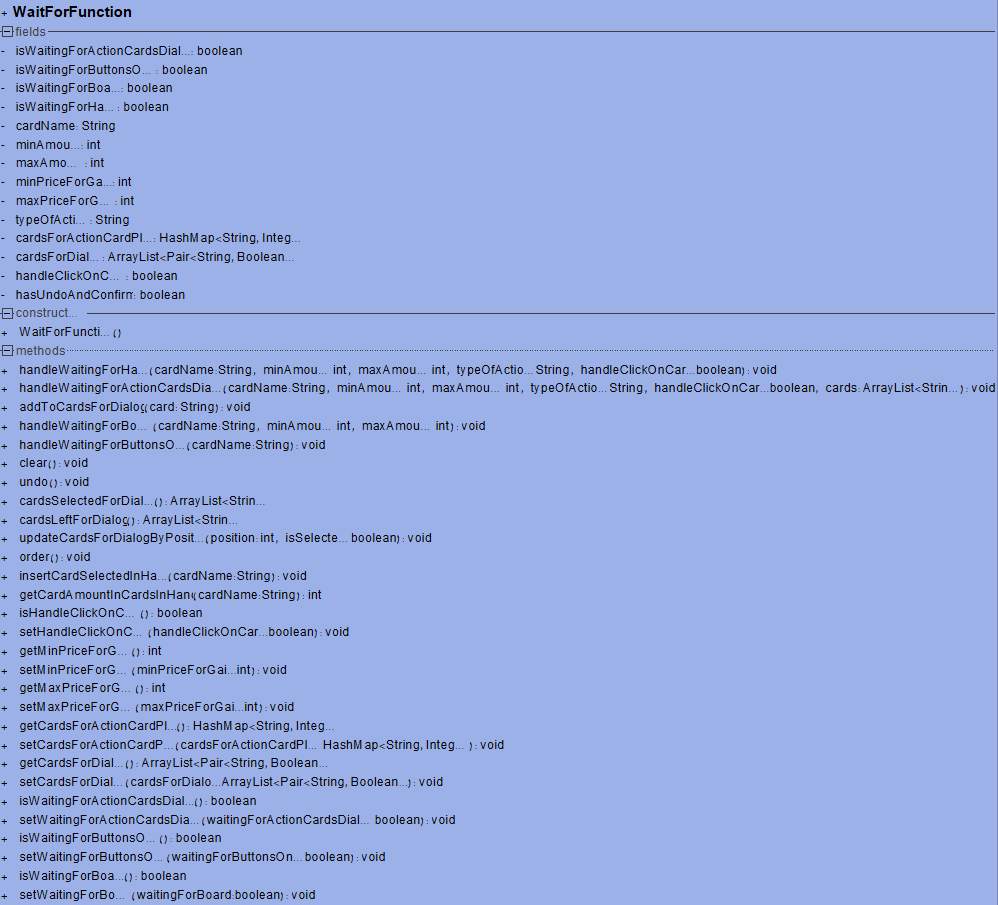 + WaitForFunction
fields
- isWaitingForActionCardsDial...: boolean
- isWaitingForButtonsO... : boolean
- isWaitingForBoa...: boolean
- isWaitingForHa... : boolean
- cardName: String
- minAmou...: int
- maxAmo... : int
- minPriceForGa...: int
- maxPriceForG... : int
- typeOfActi... : String
- cardsForActionCardPl...: HashMap<String, Integ...
- cardsForDial... : ArrayList<Pair<String, Boolean...
- handleClickOnC... : boolean
- hasUndoAndConfirm: boolean
construct...
+ WaitForFuncti... ()
methods
+ handleWaitingForHa...(cardName:String, minAmou... int, maxAmou... int, typeOfActio... String, handleClickOnCar...boolean): void
+ handleWaitingForActionCardsDia...(cardName:String, minAmou... int, maxAmou... int, typeOfActio... String, handleClickOnCar...boolean, cards:ArrayList<Strin... ): void
+ addToCardsForDialog(card:String): void
+ handleWaitingForBo... (cardName:String, minAmou... int, maxAmou... int): void
+ handleWaitingForButtonsO...(cardName:String): void
+ clear(): void
+ undo(): void
+ cardsSelectedForDial...(): ArrayList<Strin...
+ cardsLeftForDialog(): ArrayList<Strin...
+ updateCardsForDialogByPosit...(position:int, isSelecte... boolean): void
+ order(): void
+ insertCardSelectedInHa...(cardName:String): void
+ getCardAmountInCardsInHan(cardName:String): int
+ isHandleClickOnC... (): boolean
+ setHandleClickOnC... (handleClickOnCar...boolean): void
+ getMinPriceForG... (): int
+ setMinPriceForG... (minPriceForGai...int): void
+ getMaxPriceForG... (): int
+ setMaxPriceForG... (maxPriceForGai...int): void
+ getCardsForActionCardPl...(): HashMap<String, Integ...
+ setCardsForActionCardP...(cardsForActionCardPl... HashMap<String, Integ... ): void
+ getCardsForDial... (): ArrayList<Pair<String, Boolean...
+ setCardsForDial... (cardsForDialo...ArrayList<Pair<String, Boolean...): void
+ isWaitingForActionCardsDial...(): boolean
+ setWaitingForActionCardsDia...(waitingForActionCardsDial... boolean): void
+ isWaitingForButtonsO... (): boolean
+ setWaitingForButtonsO... (waitingForButtonsOn...boolean): void
+ isWaitingForBoa...(): boolean
+ setWaitingForBo... (waitingForBoard:boolean): void